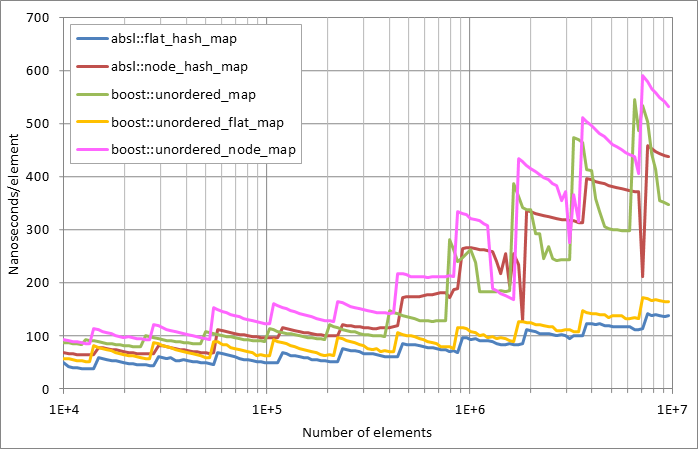 700
600
500
400
300
200
100
0
Nanoseconds/element
absl::flat_hash_map
absl::node_hash_map
boost::unordered_map
boost::unordered_flat_map
boost::unordered_node_map
1E+4
1E+5
1E+6
1E+7
Number of elements